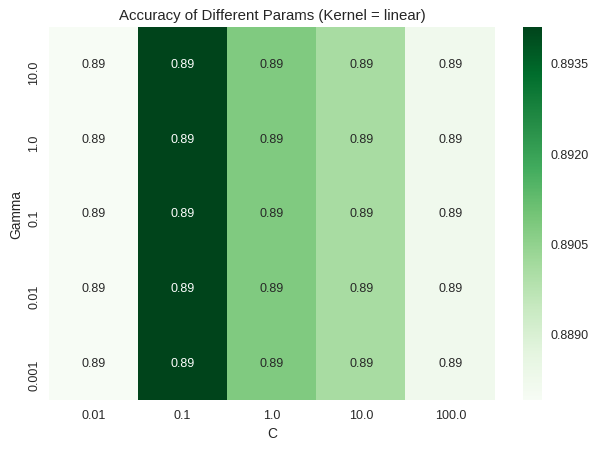 Accuracy of Different Params (Kernel = linear)
Gamma
10.0 0.89 0.89 0.89 0.89 0.89
1.0 0.89 0.89 0.89 0.89 0.89
0.1 0.89 0.89 0.89 0.89 0.89
0.01 0.89 0.89 0.89 0.89 0.89
0.001 0.89 0.89 0.89 0.89 0.89
0.01 0.1 1.0 10.0 100.0
C
0.8935
0.8920
0.8905
0.8890